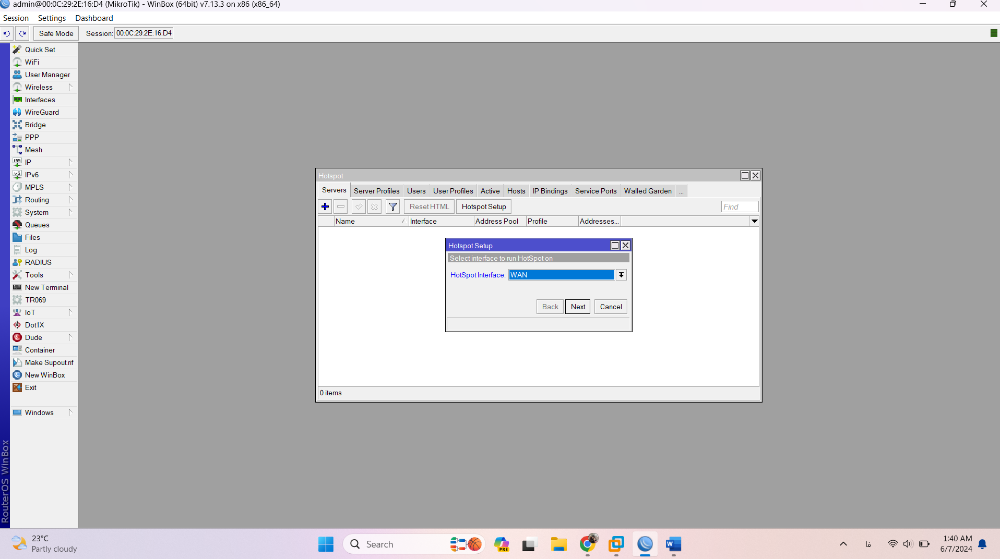 admin@00:0C:29:2E:16:D4 (MikroTik) - WinBox (64bit) v7.13.3 on x86 (x86_64)
Session Settings Dashboard
Safe Mode Session: 00:0C:29:2E:16:D4
Quick Set
WiFi
User Manager
Wireless
Interfaces
WireGuard
Bridge
PPP
Mesh
IP
IPv6
MPLS
Routing
System
Queues
Files
Log
RADIUS
Tools
New Terminal
TR069
IoT
Dot1X
Dude
Container
Make Supout.rif
New WinBox
Exit
Windows
RouterOS WinBox
Hotspot
Servers Server Profiles Users User Profiles Active Hosts IP Bindings Service Ports Walled Garden ...
Reset HTML Hotspot Setup Find
Name Interface Address Pool Profile Addresses...
Hotspot Setup
Select interface to run HotSpot on
HotSpot Interface: WAN
Back Next Cancel
0 items
23°C
Partly cloudy
Search
PRE
فا
1:40 AM
6/7/2024